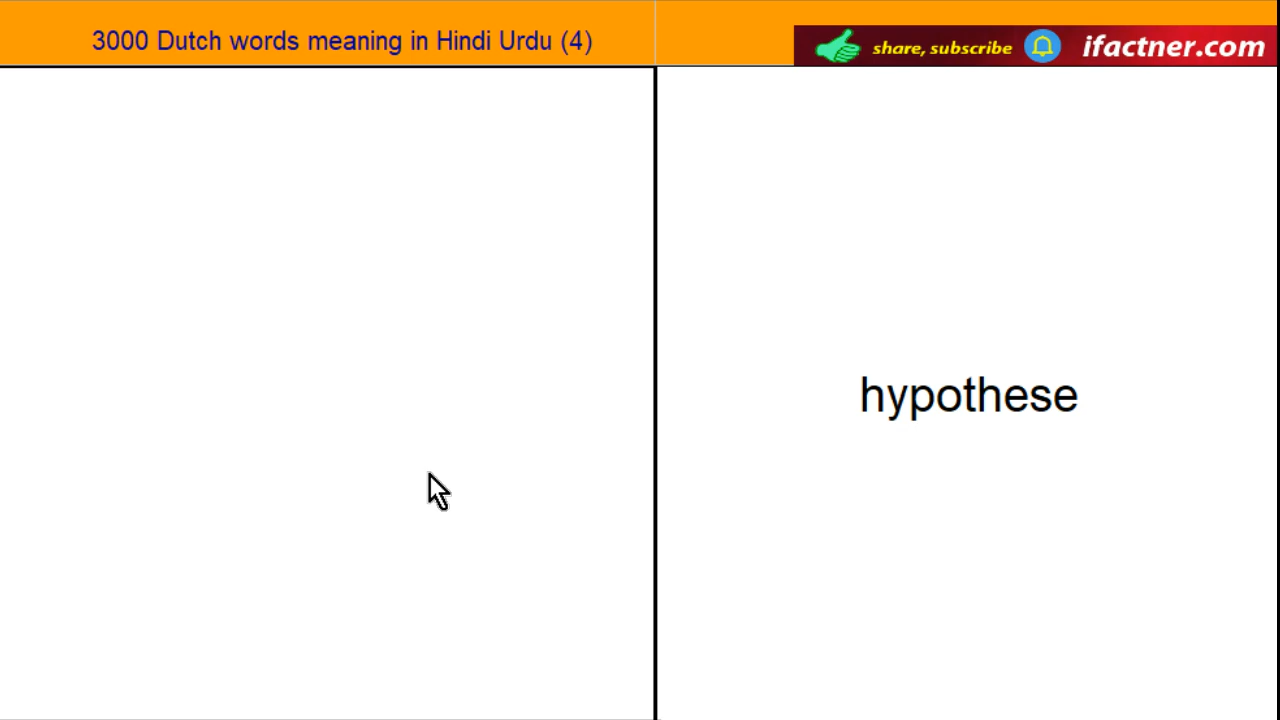 3000 Dutch words meaning in Hindi Urdu (4)
share, subscribe
ifactner.com
hypothese